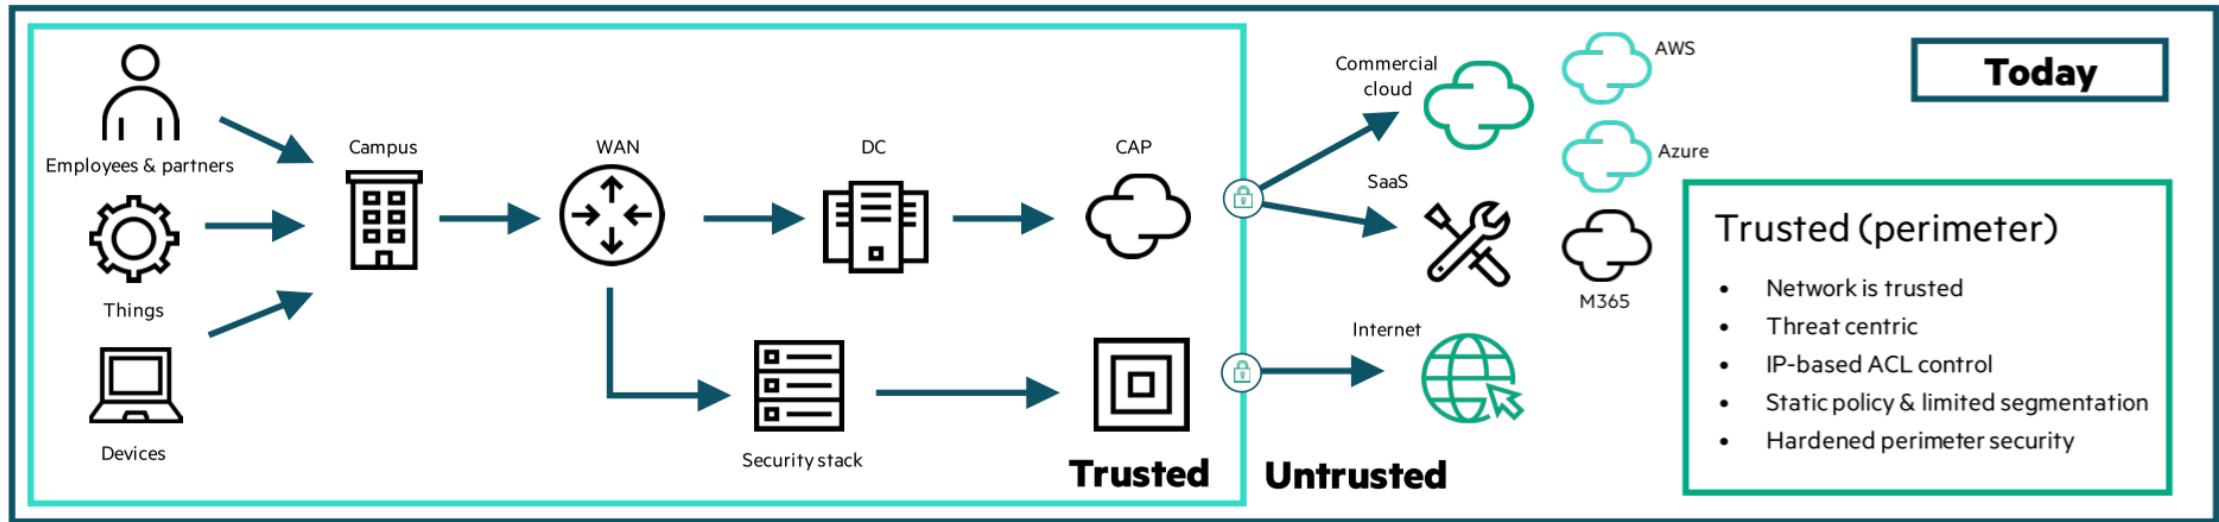 Today
Employees & partners
Things
Devices
Campus
WAN
DC
CAP
Security stack
Trusted
Untrusted
Commercial
cloud
SaaS
Internet
AWS
Azure
M365
Trusted (perimeter)
• Network is trusted
• Threat centric
• IP-based ACL control
• Static policy & limited segmentation
• Hardened perimeter security